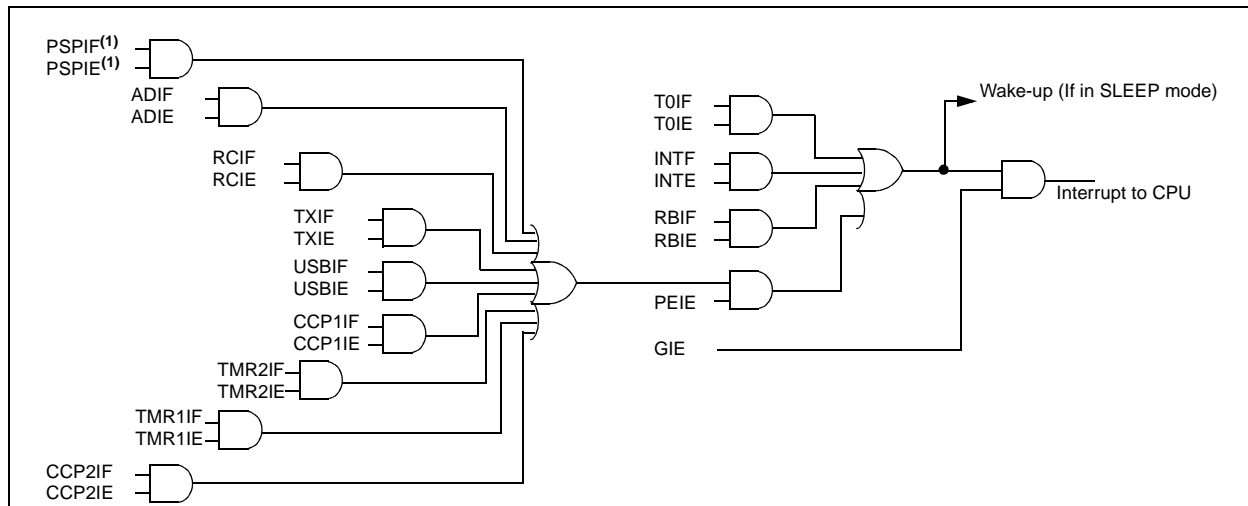 PSPIF(1)
PSPIE(1)
ADIF
ADIE
RCIF
RCIE
TXIF
TXIE
USBIF
USBIE
CCP1IF
CCP1IE
TMR2IF
TMR2IE
TMR1IF
TMR1IE
CCP2IF
CCP2IE
T0IF
T0IE
INTF
INTE
RBIF
RBIE
PEIE
GIE
Wake-up (If in SLEEP mode)
Interrupt to CPU